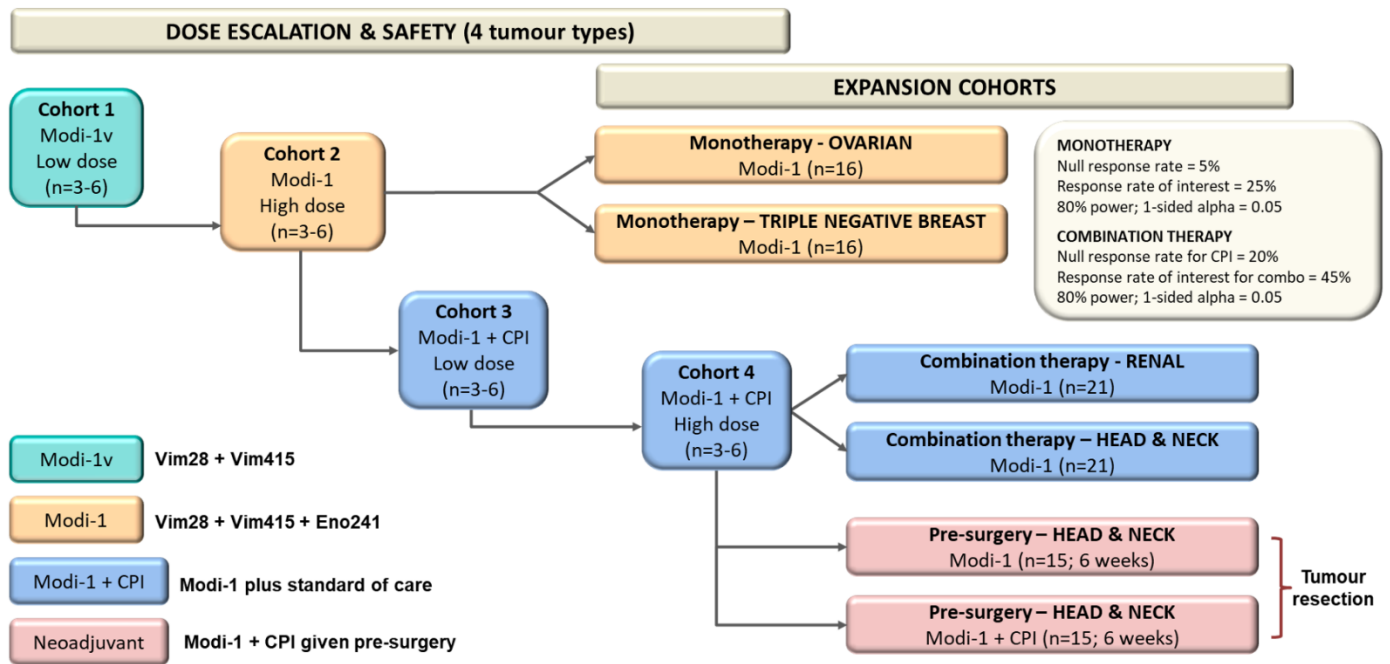 DOSE ESCALATION & SAFETY (4 tumour types)
EXPANSION COHORTS
Cohort 1
Modi-1v
Low dose
(n=3-6)
Cohort 2
Modi-1
High dose
(n=3-6)
Monotherapy - OVARIAN
Modi-1 (n=16)
Monotherapy – TRIPLE NEGATIVE BREAST
Modi-1 (n=16)
MONOTHERAPY
Null response rate = 5%
Response rate of interest = 25%
80% power; 1-sided alpha = 0.05
COMBINATION THERAPY
Null response rate for CPI = 20%
Response rate of interest for combo = 45%
80% power; 1-sided alpha = 0.05
Cohort 3
Modi-1 + CPI
Low dose
(n=3-6)
Cohort 4
Modi-1 + CPI
High dose
(n=3-6)
Combination therapy - RENAL
Modi-1 (n=21)
Combination therapy – HEAD & NECK
Modi-1 (n=21)
Pre-surgery – HEAD & NECK
Modi-1 (n=15; 6 weeks)
Pre-surgery – HEAD & NECK
Modi-1 + CPI (n=15; 6 weeks)
Tumour
resection
Modi-1v Vim28 + Vim415
Modi-1 Vim28 + Vim415 + Eno241
Modi-1 + CPI Modi-1 plus standard of care
Neoadjuvant Modi-1 + CPI given pre-surgery